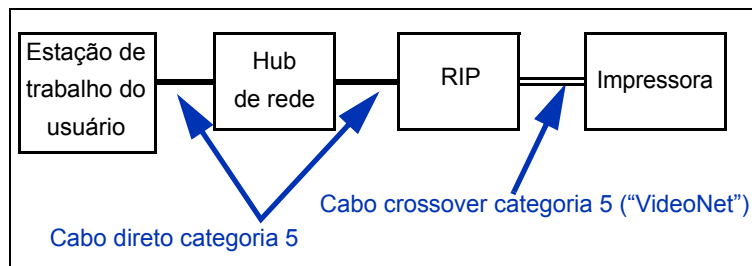 Estação de
trabalho do
usuário
Hub
de rede
RIP
Impressora
Cabo crossover categoria 5 (“VideoNet”)
Cabo direto categoria 5